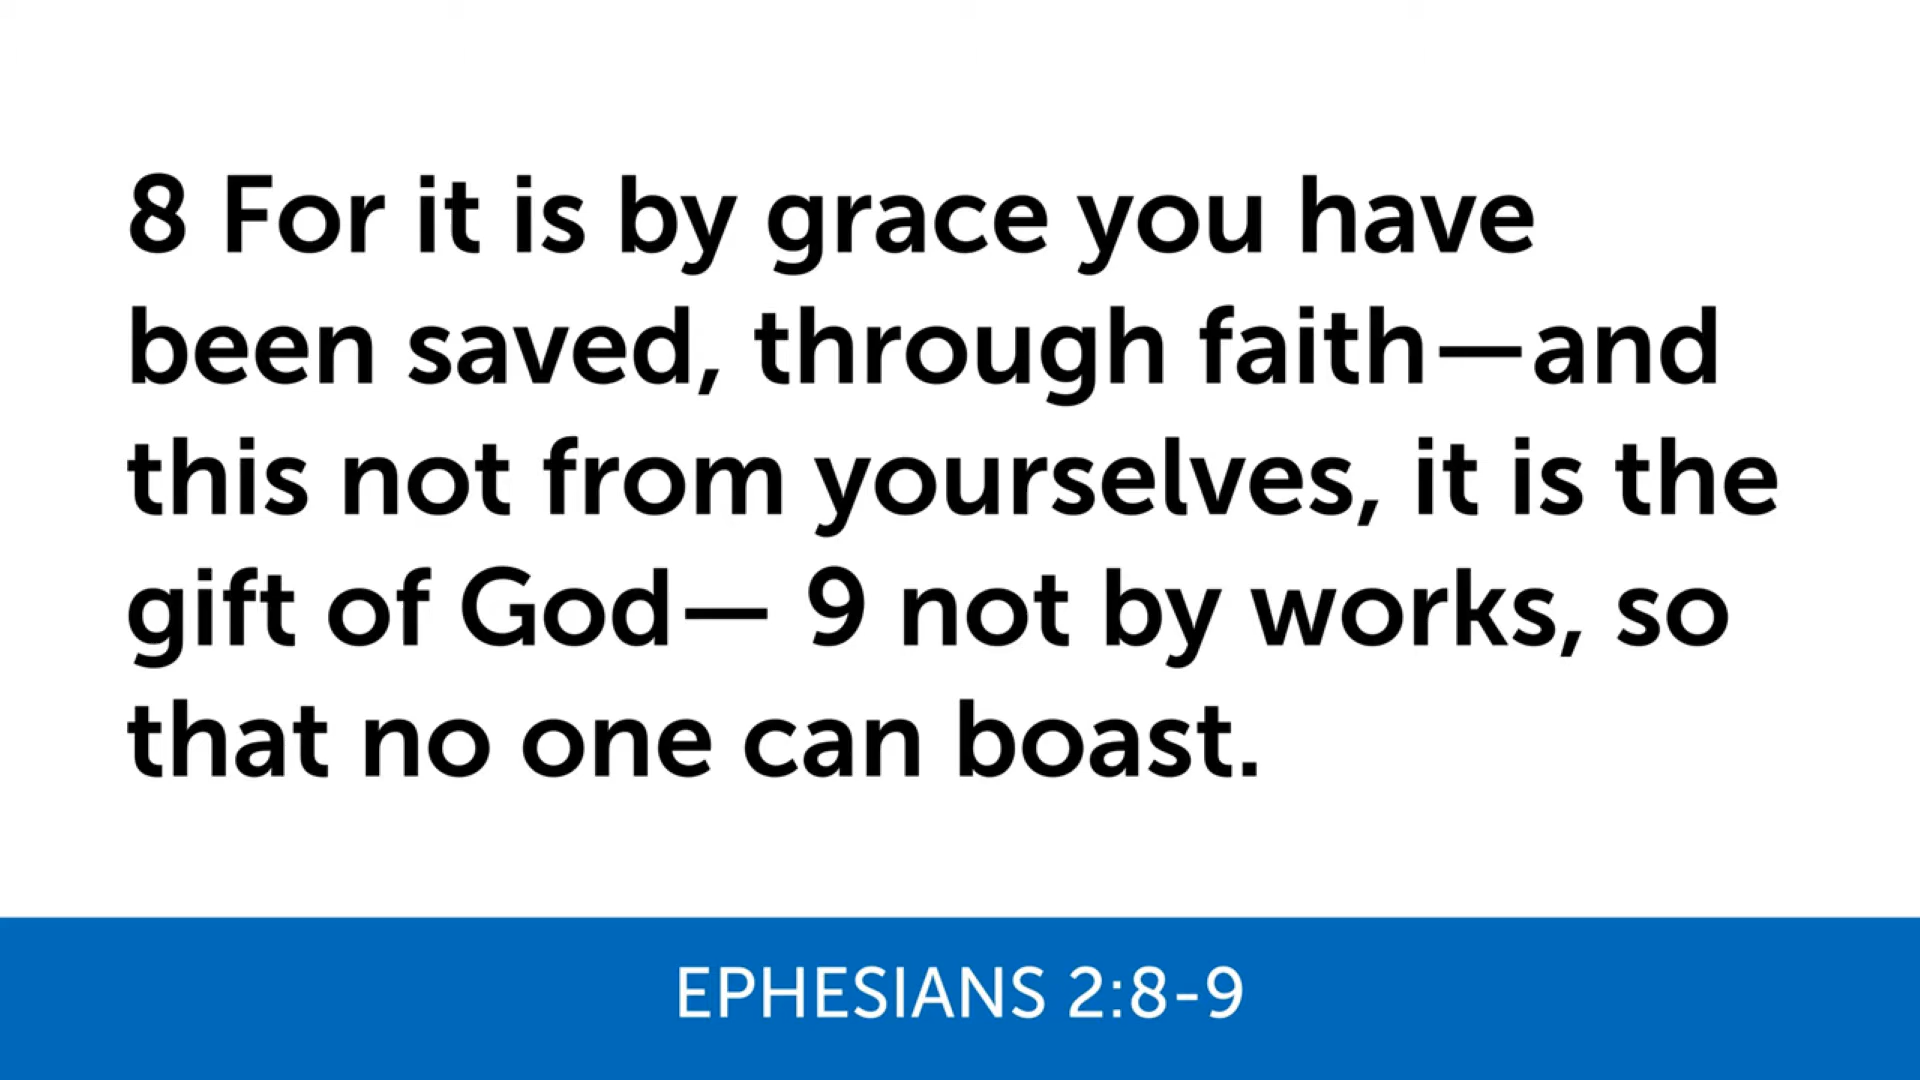 8 For it is by grace you have
been saved, through faith—and
this not from yourselves, it is the
gift of God— 9 not by works, so
that no one can boast.
EPHESIANS 2:8-9